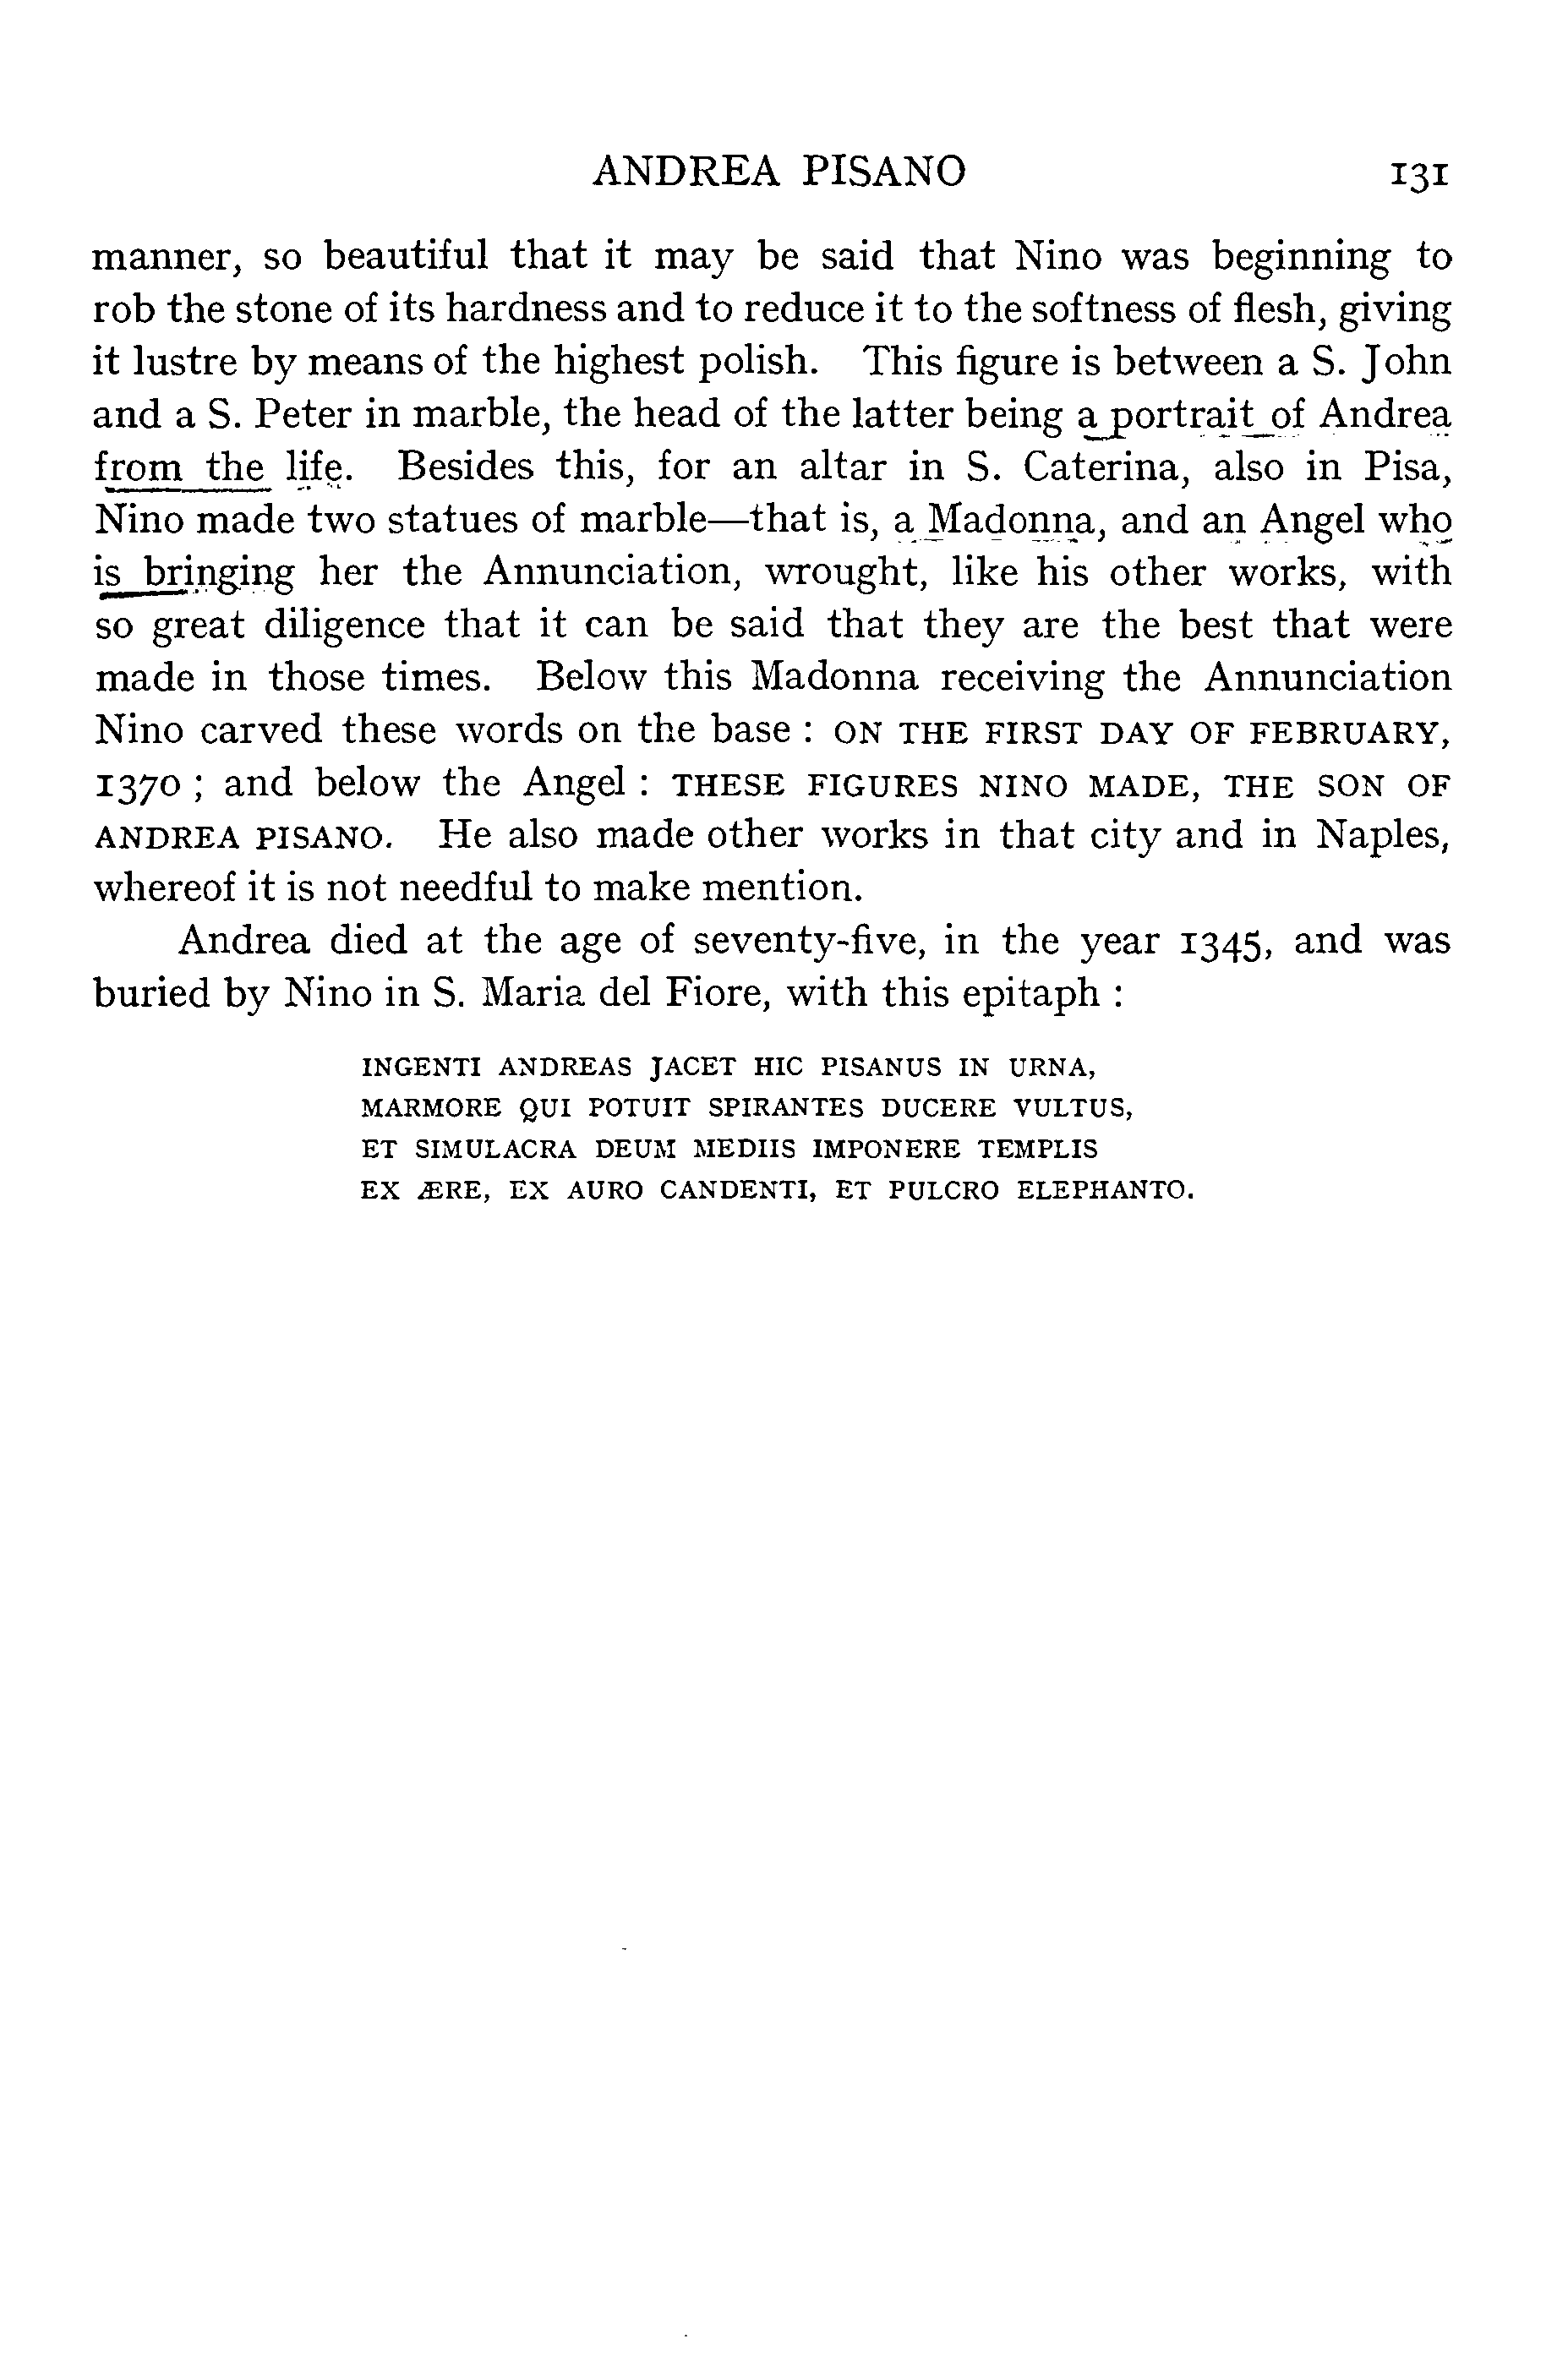 ANDREA PISANO 131
manner, so beautiful that it may be said that Nino was beginning to
rob the stone of its hardness and to reduce it to the softness of flesh, giving
it lustre by means of the highest polish. This figure is between a S. John
and a S. Peter in marble, the head of the latter being a portrait of Andrea
from the life. Besides this, for an altar in S. Caterina, also in Pisa,
Nino made two statues of marble—that is, a Madonna, and an Angel who
is bringing her the Annunciation, wrought, like his other works, with
so great diligence that it can be said that they are the best that were
made in those times. Below this Madonna receiving the Annunciation
Nino carved these words on the base : ON THE FIRST DAY OF FEBRUARY,
1370 ; and below the Angel : THESE FIGURES NINO MADE, THE SON OF
ANDREA PISANO. He also made other works in that city and in Naples,
whereof it is not needful to make mention.
Andrea died at the age of seventy-five, in the year 1345, and was
buried by Nino in S. Maria del Fiore, with this epitaph :
INGENTI ANDREAS JACET HIC PISANUS IN URNA,
MARMORE QUI POTUIT SPIRANTES DUCERE VULTUS,
ET SIMULACRA DEUM MEDIIS IMPONERE TEMPLIS
EX ÆRE, EX AURO CANDENTI, ET PULCRO ELEPHANTO.